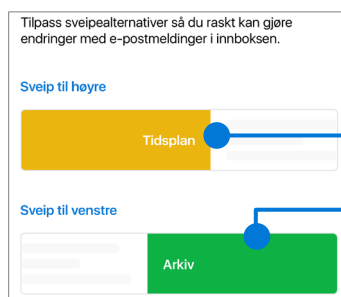 Tilpass sveipealternativer så du raskt kan gjøre
endringer med e-postmeldinger i innboksen.
Sveip til høyre
Tidsplan
Sveip til venstre
Arkiv